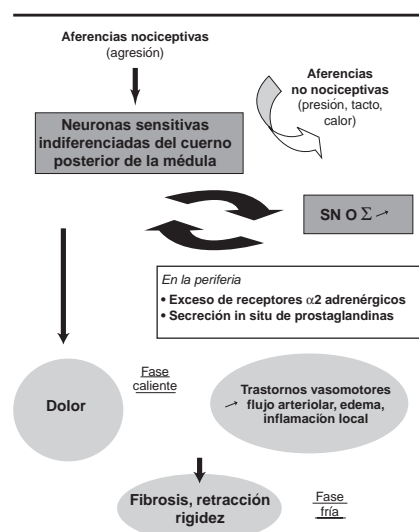 Aferencias nociceptivas
(agresión)
Aferencias
no nociceptivas
(presión, tacto,
calor)
Neuronas sensitivas
indiferenciadas del cuerno
posterior de la médula
SN O Σ ↗
En la periferia
• Exceso de receptores α2 adrenérgicos
• Secreción in situ de prostaglandinas
Fase
caliente
Dolor
↗ Trastornos vasomotores
flujo arteriolar, edema,
inflamación local
Fibrosis, retracción
rigidez
Fase
fría